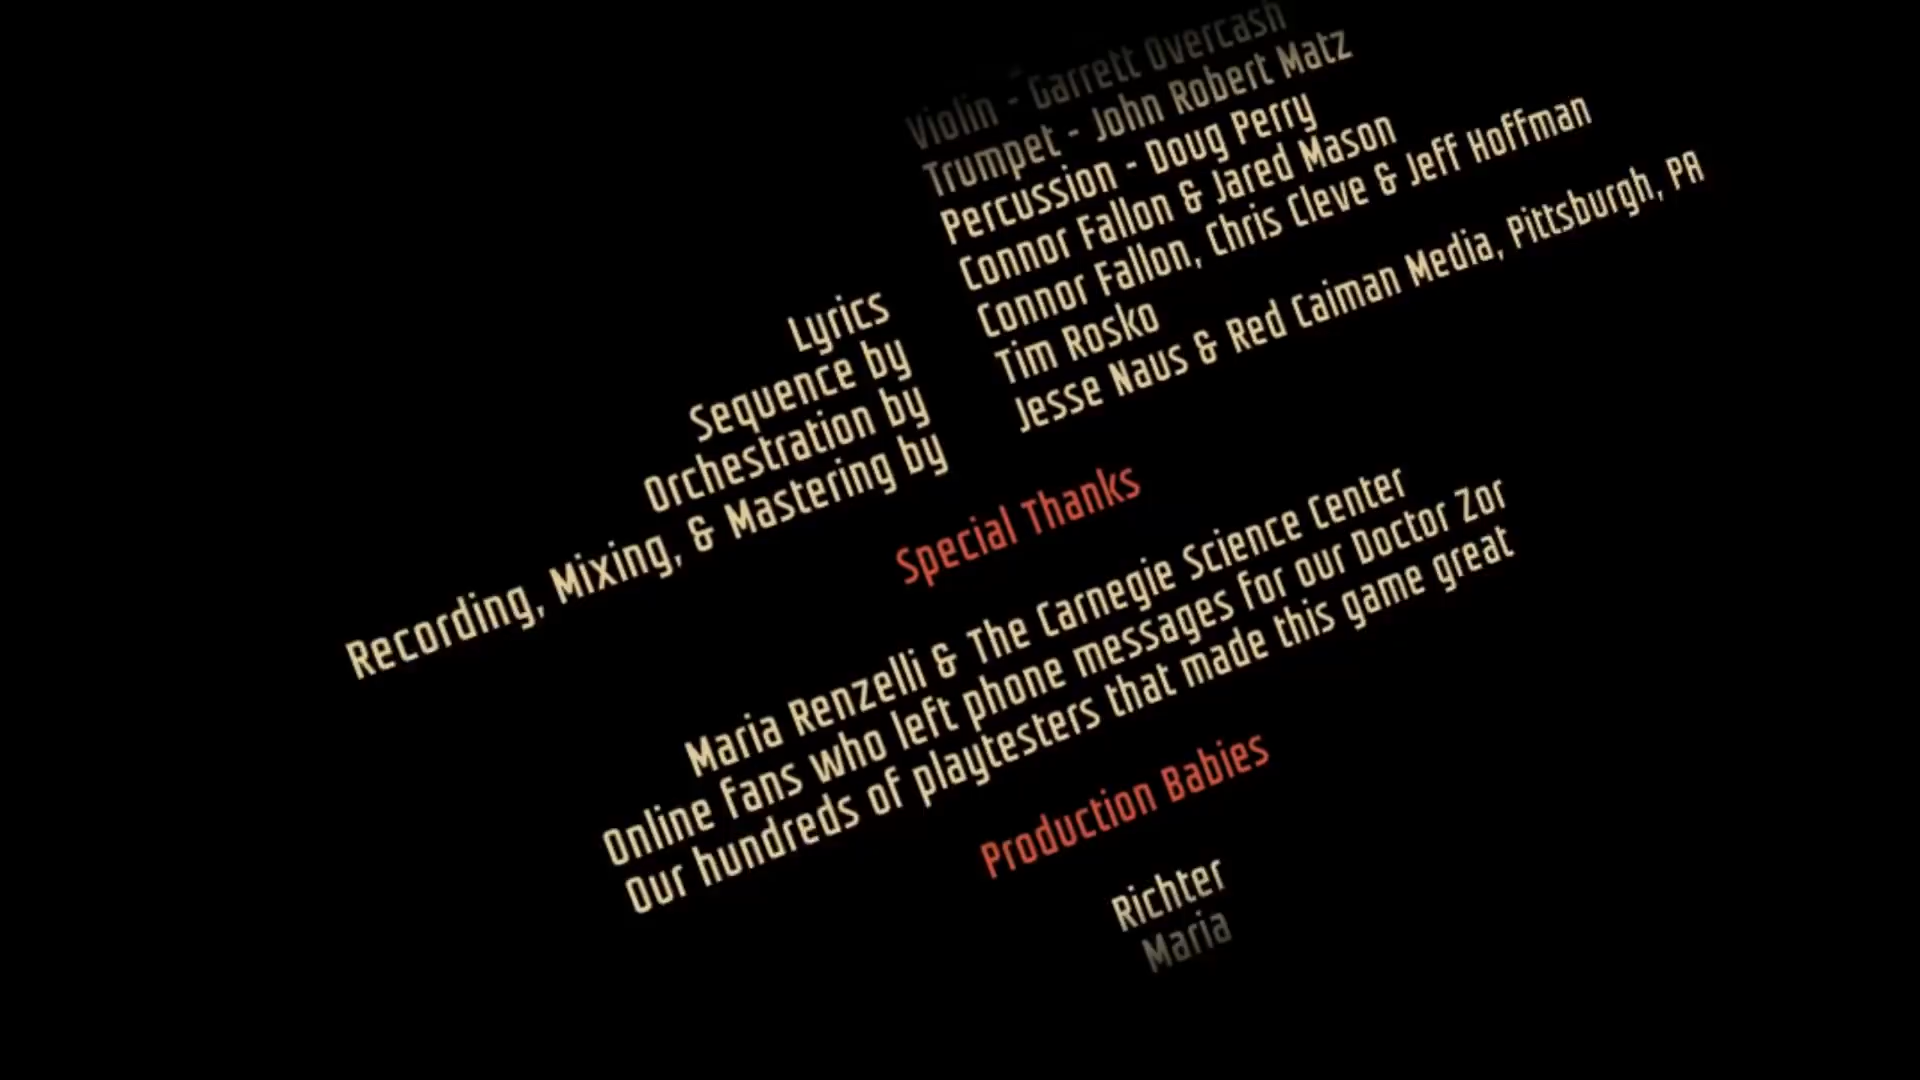 Violin - Garrett Overcash
Trumpet - John Robert Matz
Percussion - Doug Perry
Lyrics Connor Fallon & Jared Mason
Sequence by Connor Fallon, Chris Cleve & Jeff Hoffman
Orchestration by Tim Rosko
Recording, Mixing, & Mastering by Jesse Naus & Red Caiman Media, Pittsburgh, PA
Special Thanks
Maria Renzelli & The Carnegie Science Center
Online fans who left phone messages for our Doctor Zor
Our hundreds of playtesters that made this game great
Production Babies
Richter
Maria